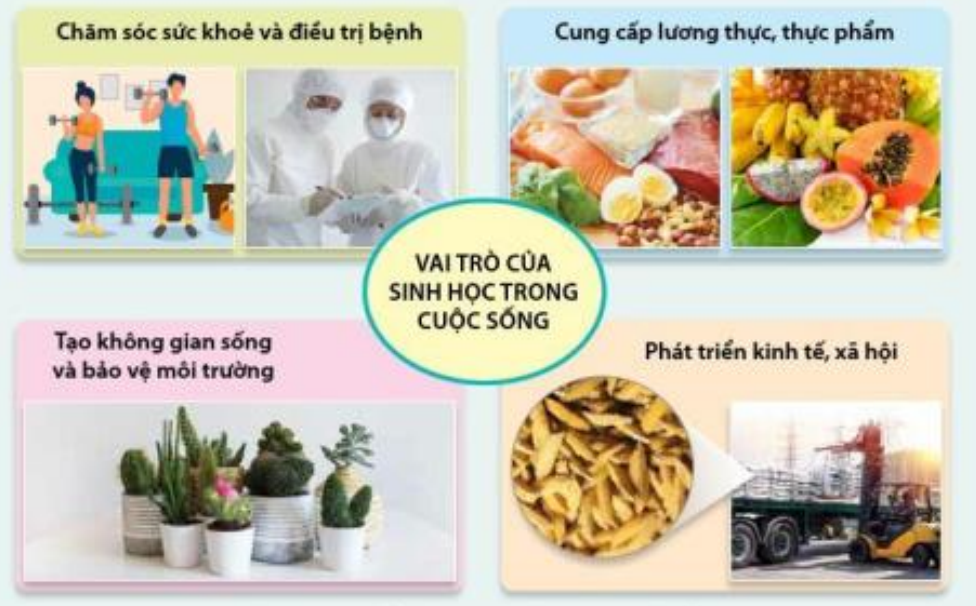 Chăm sóc sức khoẻ và điều trị bệnh
Cung cấp lương thực, thực phẩm
VAI TRÒ CỦA
SINH HỌC TRONG
CUỘC SỐNG
Tạo không gian sống
và bảo vệ môi trường
Phát triển kinh tế, xã hội